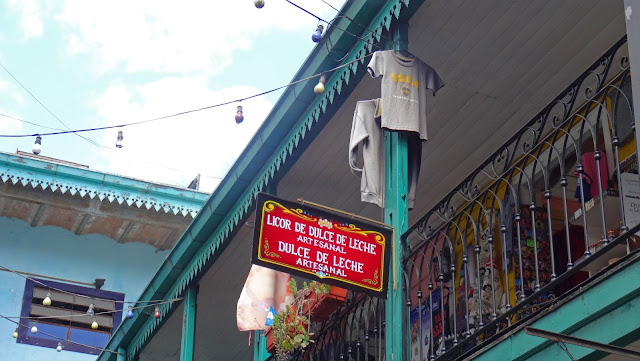 LICOR DE DULCE DE LECHE
ARTESANAL
DULCE DE LECHE
ARTESANAL